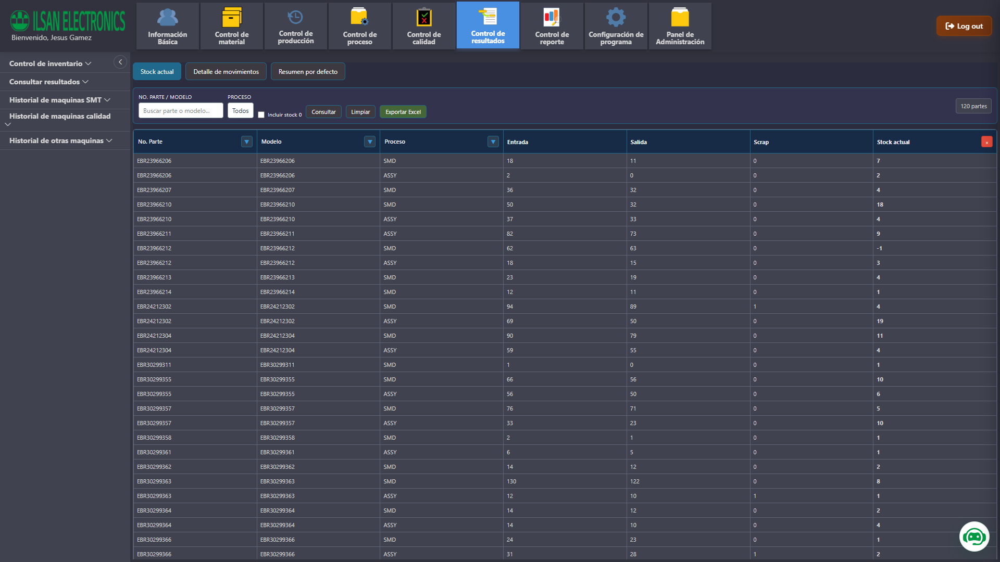 ILSAN ELECTRONICS
Bienvenido, Jesus Gamez
Información
Básica
Control de
material
Control de
producción
Control de
proceso
Control de
calidad
Control de
resultados
Control de
reporte
Configuración de
programa
Panel de
Administración
Log out
Control de inventario
Consultar resultados
Historial de maquinas SMT
Historial de maquinas calidad
Historial de otras maquinas
Stock actual Detalle de movimientos Resumen por defecto
NO. PARTE / MODELO PROCESO
Buscar parte o modelo... Todos Incluir stock 0 Consultar Limpiar Exportar Excel 120 partes
No. Parte Modelo Proceso Entrada Salida Scrap Stock actual ×
EBR23966206 EBR23966206 SMD 18 11 0 7
EBR23966206 EBR23966206 ASSY 2 0 0 2
EBR23966207 EBR23966207 SMD 36 32 0 4
EBR23966210 EBR23966210 SMD 50 32 0 18
EBR23966210 EBR23966210 ASSY 37 33 0 4
EBR23966211 EBR23966211 ASSY 82 73 0 9
EBR23966212 EBR23966212 SMD 62 63 0 -1
EBR23966212 EBR23966212 ASSY 18 15 0 3
EBR23966213 EBR23966213 SMD 23 19 0 4
EBR23966214 EBR23966214 SMD 12 11 0 1
EBR24212302 EBR24212302 SMD 94 89 1 4
EBR24212302 EBR24212302 ASSY 69 50 0 19
EBR24212304 EBR24212304 SMD 90 79 0 11
EBR24212304 EBR24212304 ASSY 59 55 0 4
EBR30299311 EBR30299311 SMD 1 0 0 1
EBR30299355 EBR30299355 SMD 66 56 0 10
EBR30299355 EBR30299355 ASSY 56 50 0 6
EBR30299357 EBR30299357 SMD 76 71 0 5
EBR30299357 EBR30299357 ASSY 33 23 0 10
EBR30299358 EBR30299358 SMD 2 1 0 1
EBR30299361 EBR30299361 ASSY 6 5 0 1
EBR30299362 EBR30299362 SMD 14 12 0 2
EBR30299363 EBR30299363 SMD 130 122 0 8
EBR30299363 EBR30299363 ASSY 12 10 1 1
EBR30299364 EBR30299364 SMD 14 12 0 2
EBR30299364 EBR30299364 ASSY 14 10 0 4
EBR30299366 EBR30299366 SMD 24 23 0 1
EBR30299366 EBR30299366 ASSY 31 28 1 2